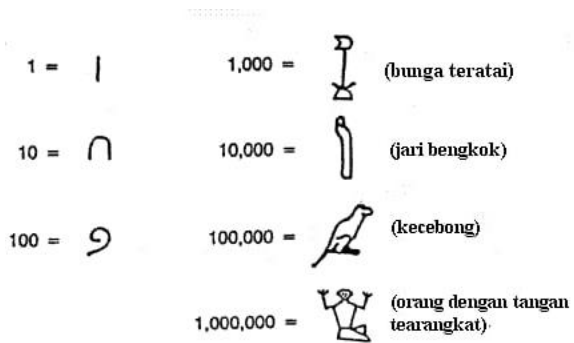 1 = 1,000 = (bunga teratai)
10 = 10,000 = (jari bengkok)
100 = 100,000 = (kecebong)
1,000,000 = (orang dengan tangan
tearangkat)